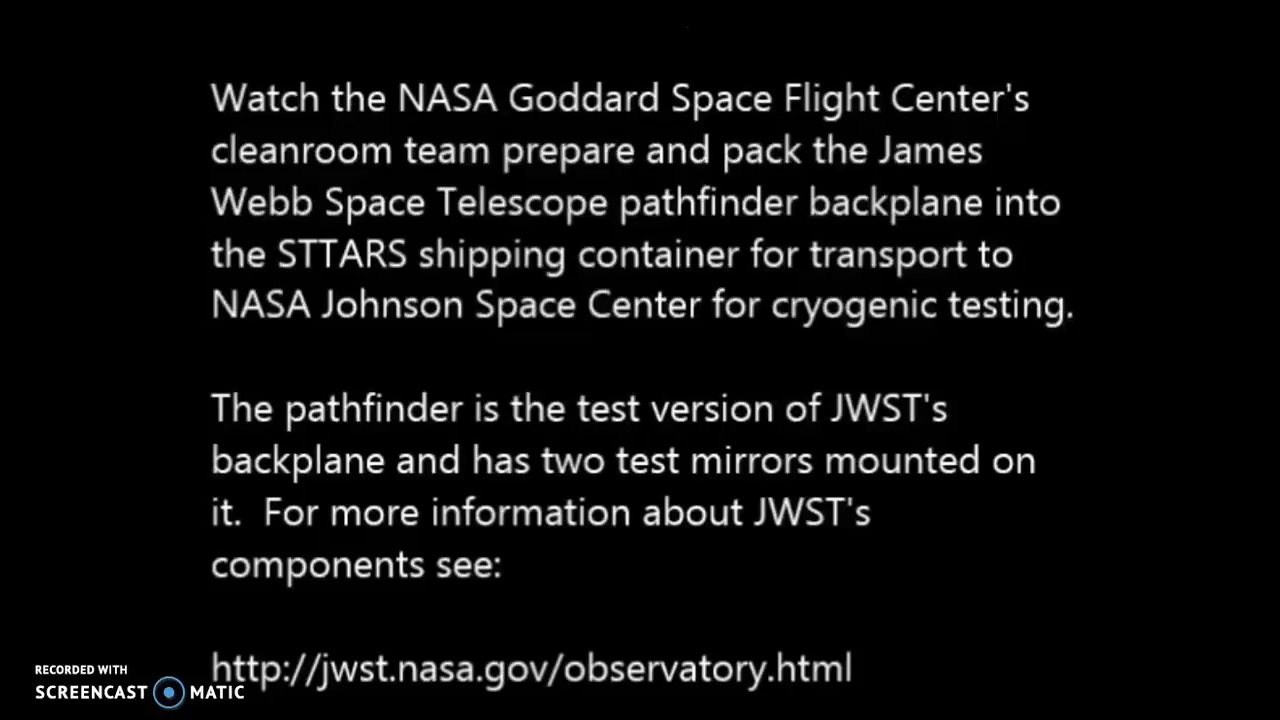 Watch the NASA Goddard Space Flight Center's
cleanroom team prepare and pack the James
Webb Space Telescope pathfinder backplane into
the STTARS shipping container for transport to
NASA Johnson Space Center for cryogenic testing.
The pathfinder is the test version of JWST's
backplane and has two test mirrors mounted on
it.  For more information about JWST's
components see:
http://jwst.nasa.gov/observatory.html
RECORDED WITH
SCREENCAST MATIC